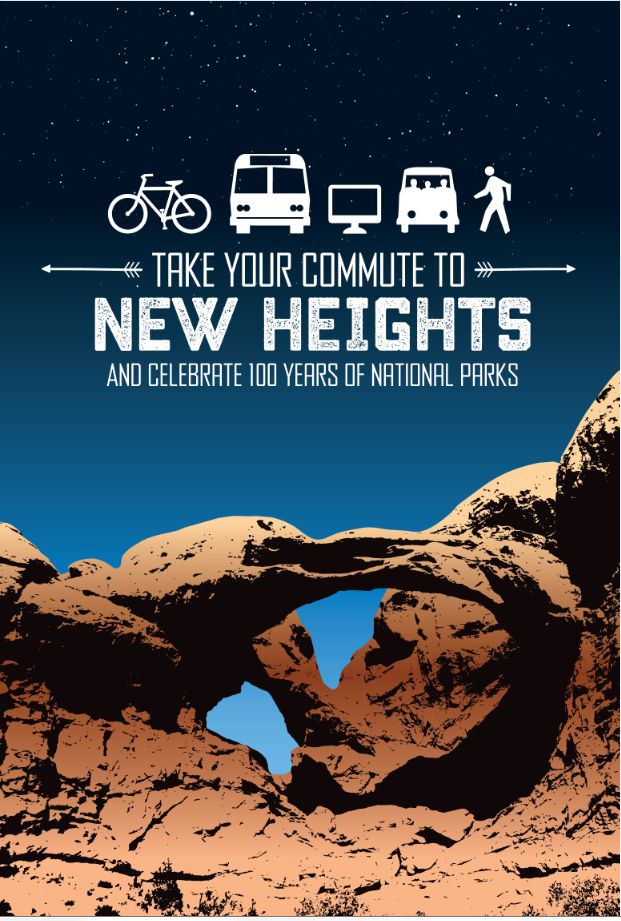 TAKE YOUR COMMUTE TO
NEW HEIGHTS
AND CELEBRATE 100 YEARS OF NATIONAL PARKS